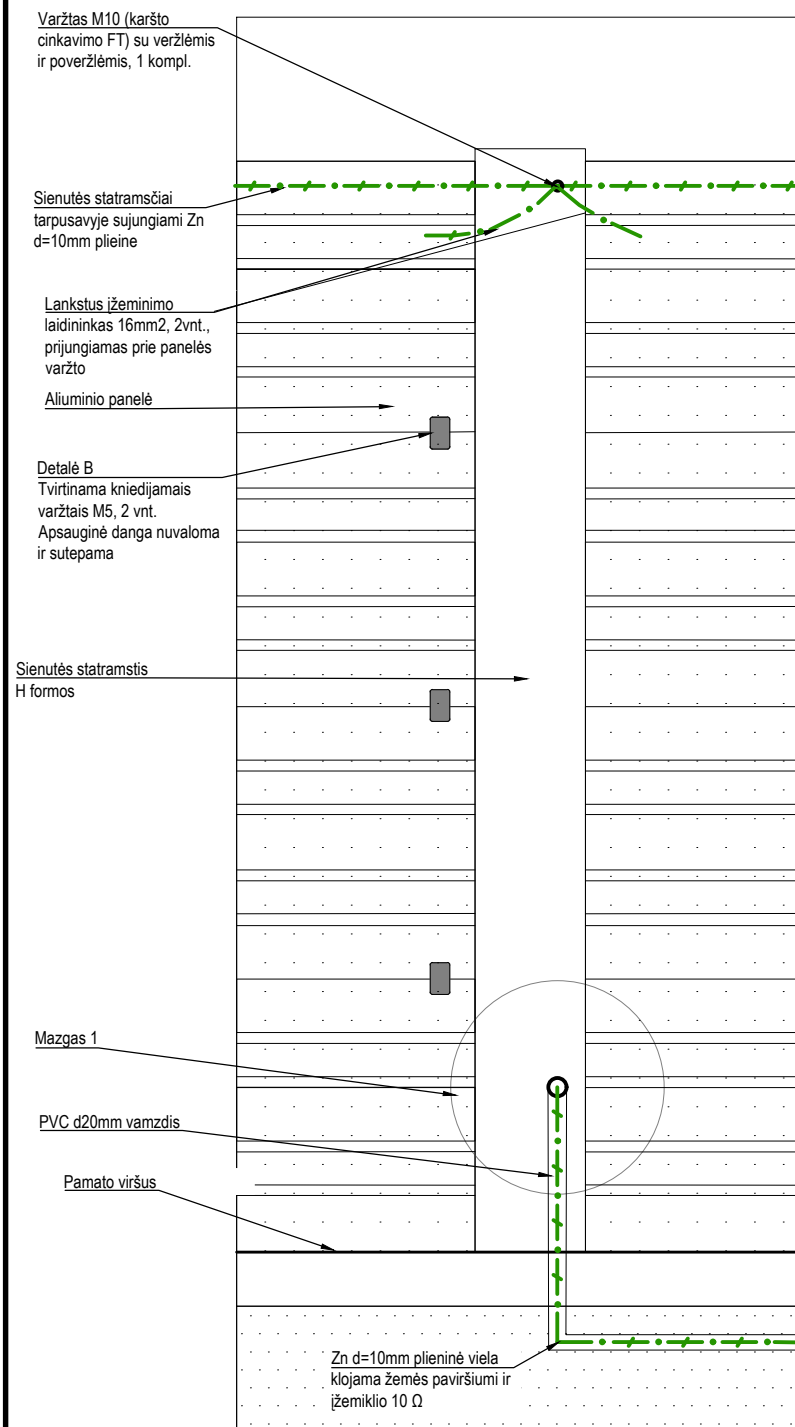 Varžtas M10 (karšto
cinkavimo FT) su veržlėmis
ir poveržlėmis, 1 kompl.
Sienutės statramsčiai
tarpusavyje sujungiami Zn
d=10mm plieine
Lankstus įžeminimo
laidininkas 16mm2, 2vnt.,
prijungiamas prie panelės
varžto
Aliuminio panelė
Detalė B
Tvirtinama kniedijamais
varžtais M5, 2 vnt.
Apsauginė danga nuvaloma
ir sutepama
Sienutės statramstis
H formos
Mazgas 1
PVC d20mm vamzdis
Pamato viršus
Zn d=10mm plieninė viela
klojama žemės paviršiumi ir
įžemiklio 10 Ω